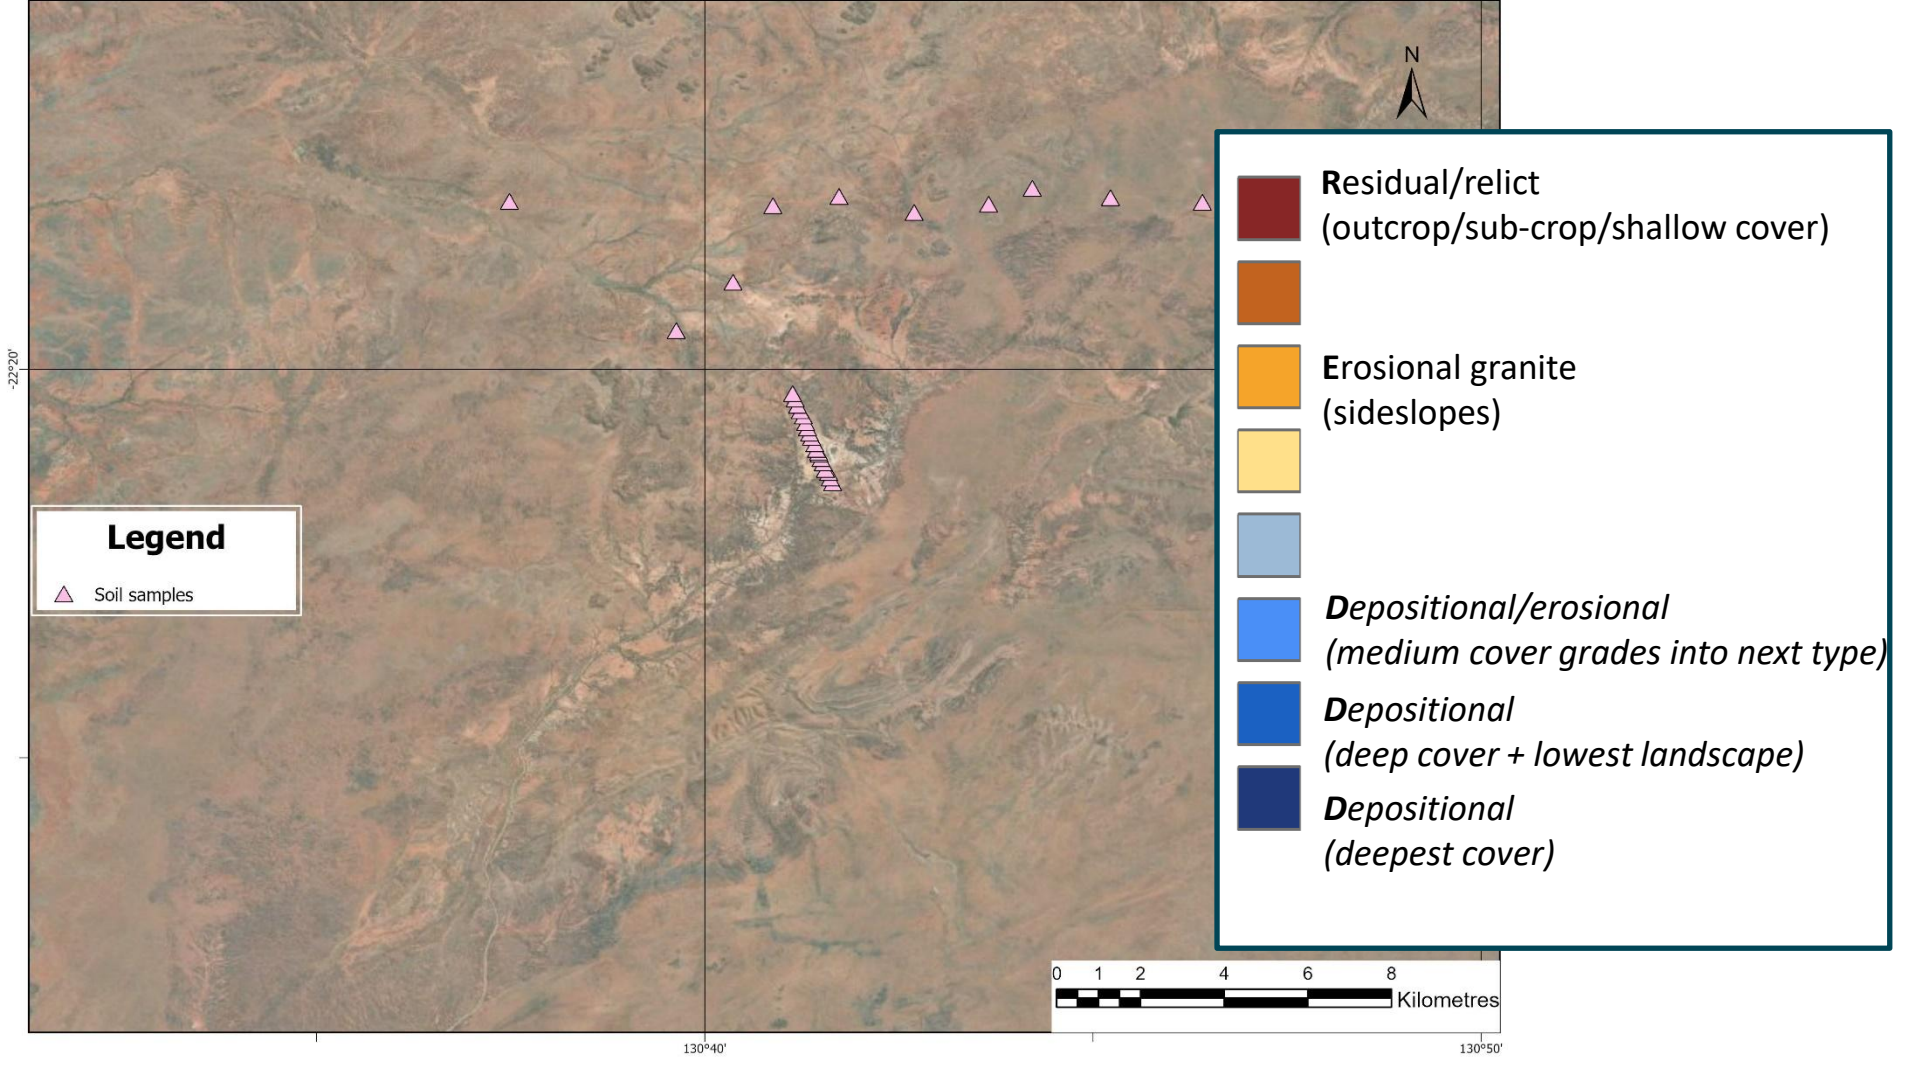 N
Residual/relict
(outcrop/sub-crop/shallow cover)
Erosional granite
(sideslopes)
Depositional/erosional
(medium cover grades into next type)
Depositional
(deep cover + lowest landscape)
Depositional
(deepest cover)
-22°20'
Legend
Soil samples
0 1 2 4 6 8
Kilometres
130°40'
130°50'